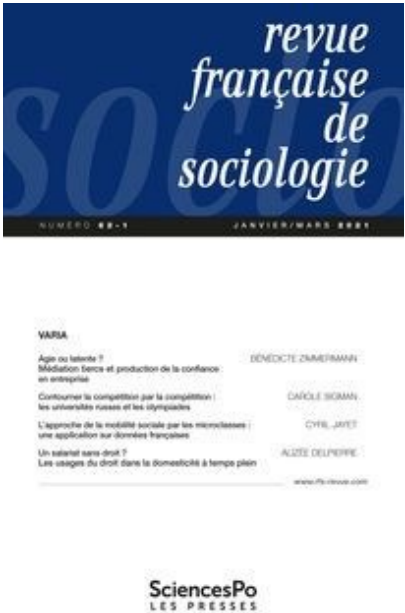 socio
revue
française
de
sociologie
NUMÉRO 62-1
JANVIER/MARS 2021
VARIA
Agie ou latente ?
BÉNÉDICTE ZIMMERMANN
Médiation tierce et production de la confiance
en entreprise
Contourner la compétition par la compétition :
CAROLE SIGMAN
les universités russes et les olympiades
L'approche de la mobilité sociale par les microclasses :
CYRIL JAYET
une application sur données françaises
Un salariat sans droit ?
ALIZÉE DELPIERRE
Les usages du droit dans la domesticité à temps plein
www.rfs-revue.com
SciencesPo
LES PRESSES